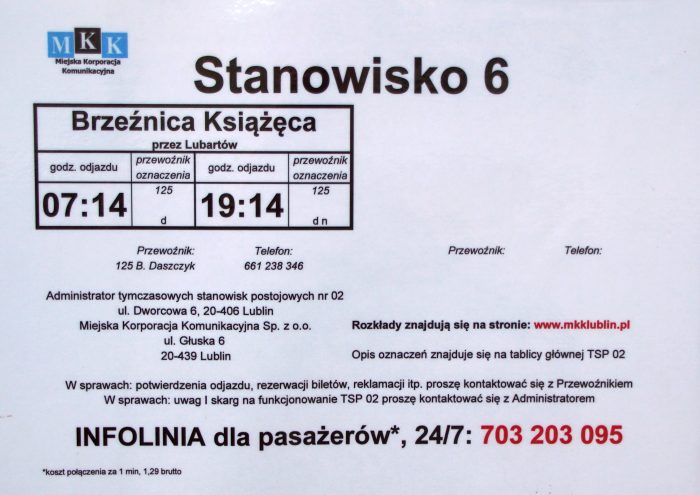 MKK
Miejska Korporacja
Komunikacyjna
Stanowisko 6
Brzeźnica Książęca
przez Lubartów
godz. odjazdu przewoźnik oznaczenia godz. odjazdu przewoźnik oznaczenia
07:14 125 d 19:14 125 d n
Przewoźnik: Telefon: Przewoźnik: Telefon:
125 B. Daszczyk 661 238 346
Administrator tymczasowych stanowisk postojowych nr 02
ul. Dworcowa 6, 20-406 Lublin
Miejska Korporacja Komunikacyjna Sp. z o.o.
ul. Głuska 6
20-439 Lublin
Rozkłady znajdują się na stronie: www.mkklublin.pl
Opis oznaczeń znajduje się na tablicy głównej TSP 02
W sprawach: potwierdzenia odjazdu, rezerwacji biletów, reklamacji itp. proszę kontaktować się z Przewoźnikiem
W sprawach: uwag I skarg na funkcjonowanie TSP 02 proszę kontaktować się z Administratorem
INFOLINIA dla pasażerów*, 24/7: 703 203 095
*koszt połączenia za 1 min, 1,29 brutto